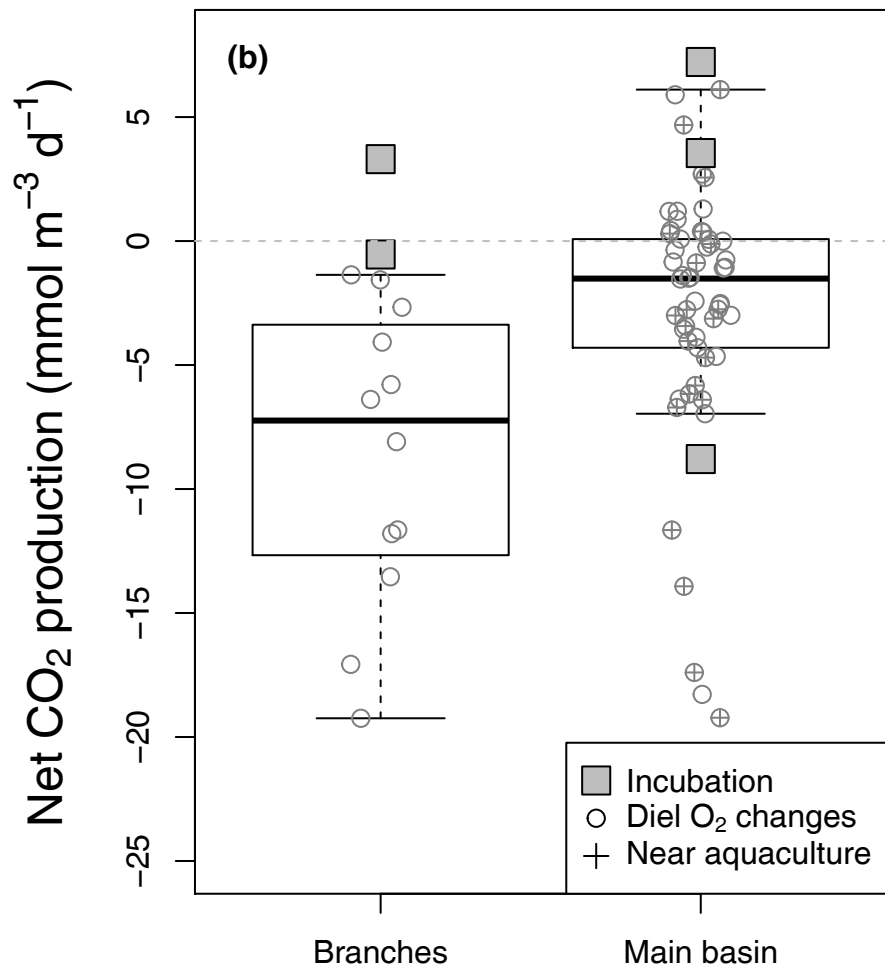 (b)
Net CO₂ production (mmol m⁻³ d⁻¹)
5
0
−5
−10
−15
−20
−25
Incubation
Diel O₂ changes
Near aquaculture
Branches
Main basin